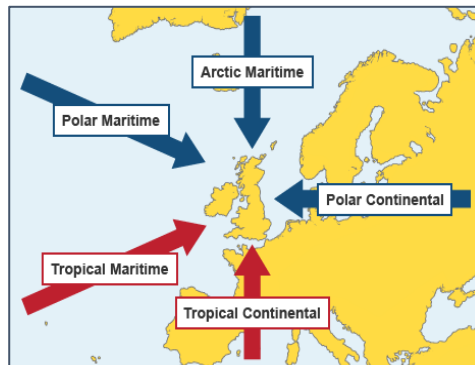 Arctic Maritime
Polar Maritime
Polar Continental
Tropical Maritime
Tropical Continental